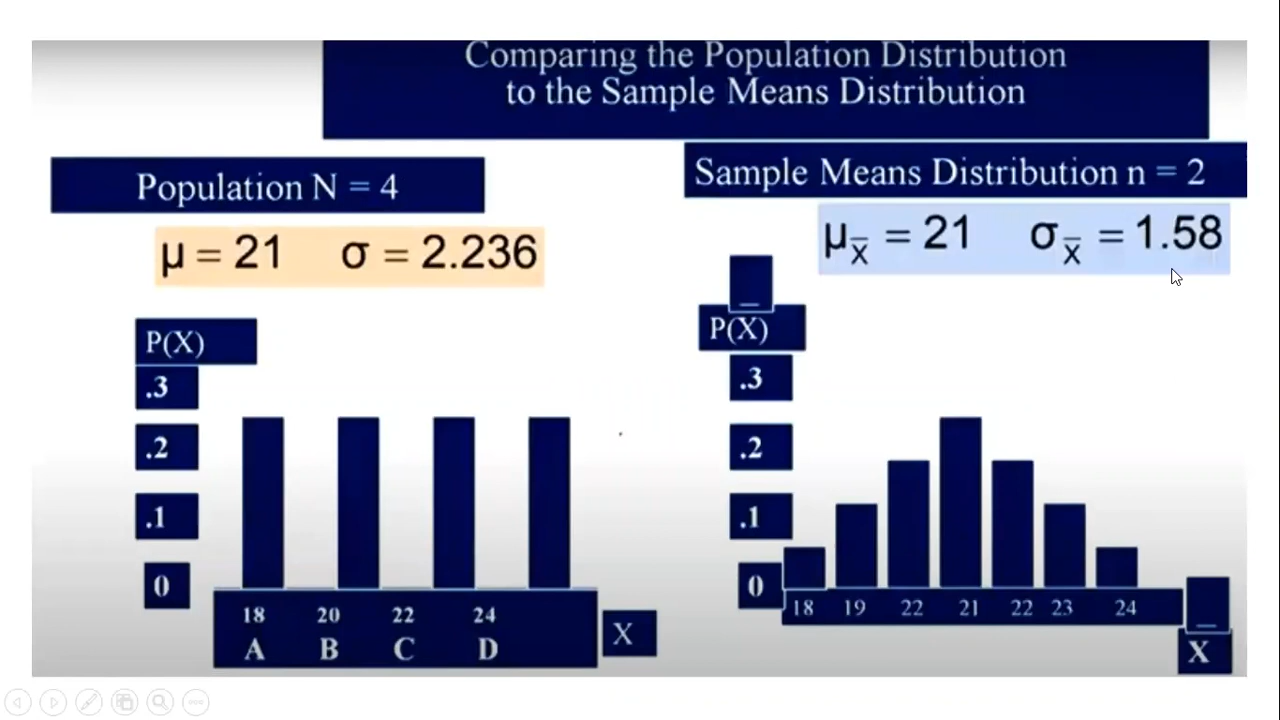 Comparing the Population Distribution
to the Sample Means Distribution
Population N = 4
μ = 21 σ = 2.236
P(X)
.3
.2
.1
0
18 20 22 24
A B C D
X
Sample Means Distribution n = 2
μx̄ = 21 σx̄ = 1.58
_
P(X)
.3
.2
.1
0
18 19 22 21 22 23 24
_
X